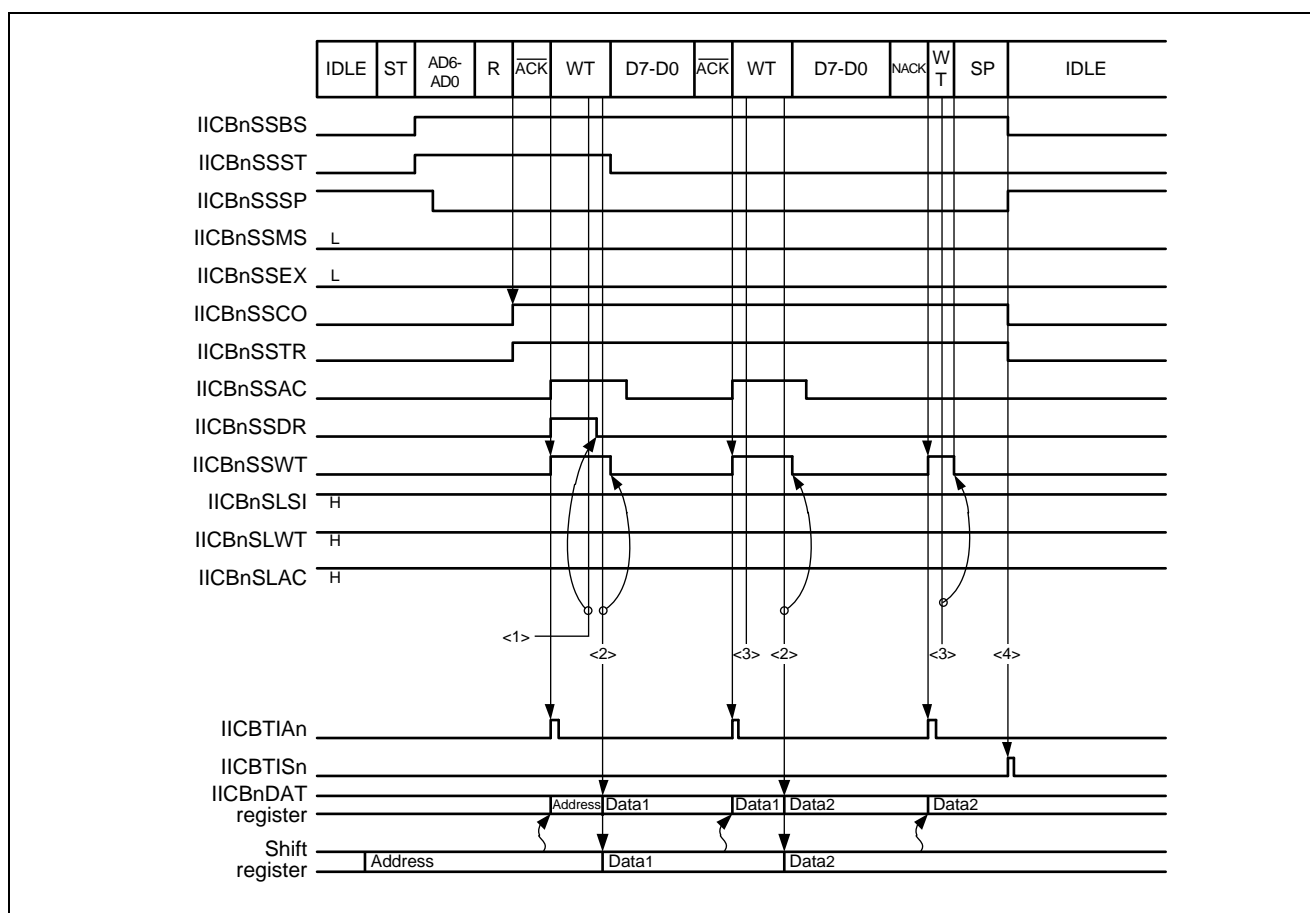 IDLE ST AD6-AD0 R ACK WT D7-D0 ACK WT D7-D0 NACK WT SP IDLE
IICBnSSBS
IICBnSSST
IICBnSSSP
IICBnSSMS L
IICBnSSEX L
IICBnSSCO
IICBnSSTR
IICBnSSAC
IICBnSSDR
IICBnSSWT
IICBnSLSI H
IICBnSLWT H
IICBnSLAC H
<1>
<2> <3> <2> <3> <4>
IICBTIAn
IICBTISn
IICBnDAT
register Address Data1 Data1 Data2 Data2
Shift
register Address Data1 Data2